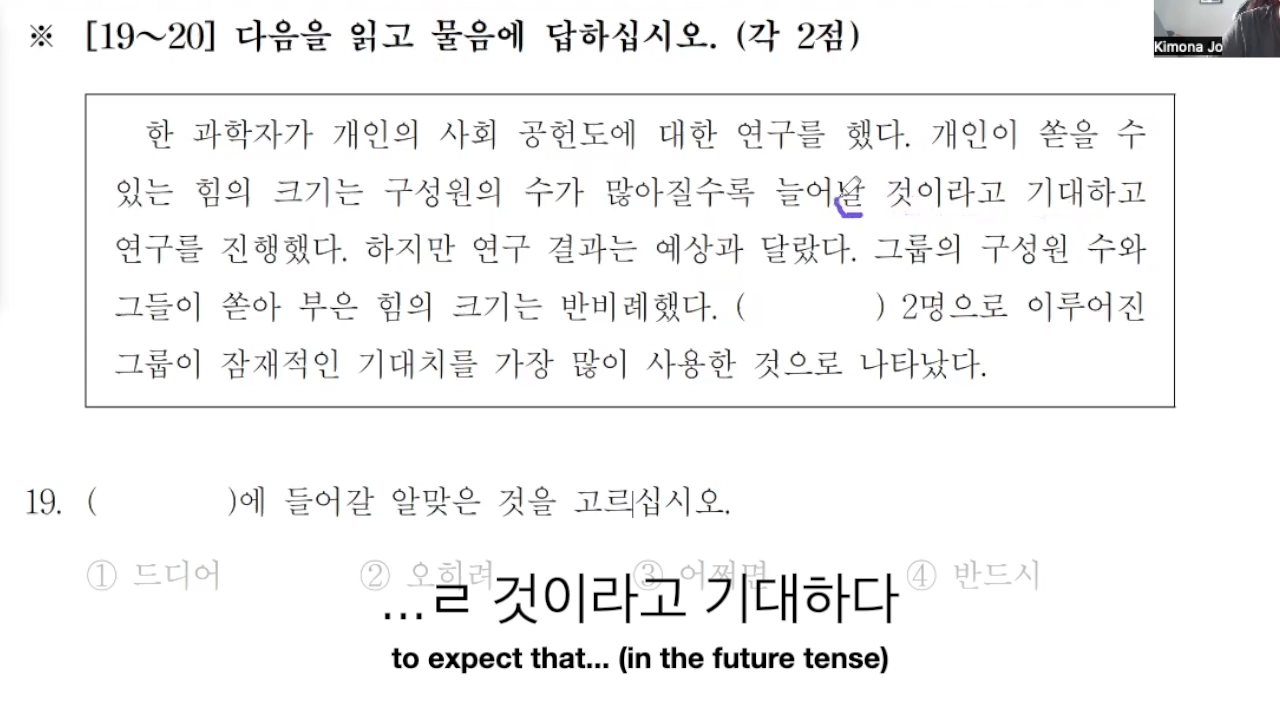 ※ [19～20] 다음을 읽고 물음에 답하십시오. (각 2점)
Kimona Jo
한 과학자가 개인의 사회 공헌도에 대한 연구를 했다. 개인이 쏟을 수
있는 힘의 크기는 구성원의 수가 많아질수록 늘어날 것이라고 기대하고
연구를 진행했다. 하지만 연구 결과는 예상과 달랐다. 그룹의 구성원 수와
그들이 쏟아 부은 힘의 크기는 반비례했다. ( ) 2명으로 이루어진
그룹이 잠재적인 기대치를 가장 많이 사용한 것으로 나타났다.
19. ( )에 들어갈 알맞은 것을 고르십시오.
① 드디어 ② 오히려 ③ 어쩌면 ④ 반드시
...ㄹ 것이라고 기대하다
to expect that... (in the future tense)